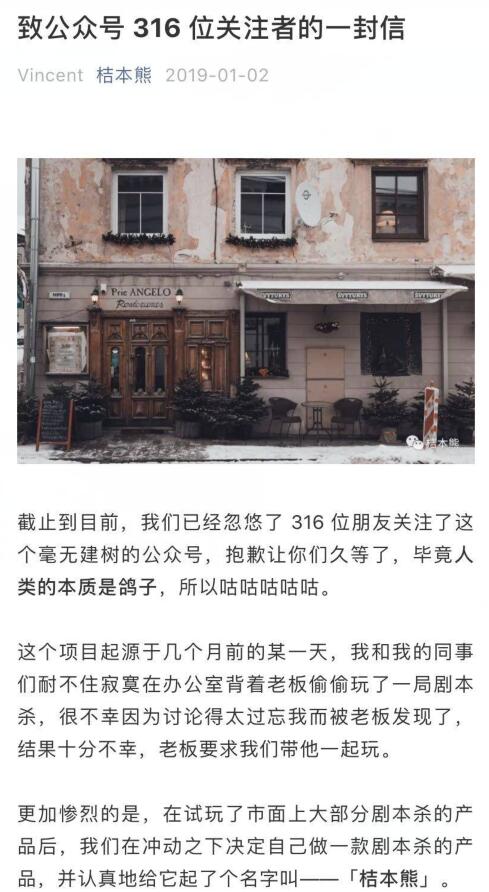 致公众号 316 位关注者的一封信
Vincent 桔本熊 2019-01-02
Prie ANGELO
Restoranas
ŠVYTURYS ŠVYTURYS ŠVYTURYS
桔本熊
截止到目前，我们已经忽悠了 316 位朋友关注了这
个毫无建树的公众号，抱歉让你们久等了，毕竟人
类的本质是鸽子，所以咕咕咕咕咕。
这个项目起源于几个月前的某一天，我和我的同事
们耐不住寂寞在办公室背着老板偷偷玩了一局剧本
杀，很不幸因为讨论得太过忘我而被老板发现了，
结果十分不幸，老板要求我们带他一起玩。
更加惨烈的是，在试玩了市面上大部分剧本杀的产
品后，我们在冲动之下决定自己做一款剧本杀的产
品，并认真地给它起了个名字叫——「桔本熊」。